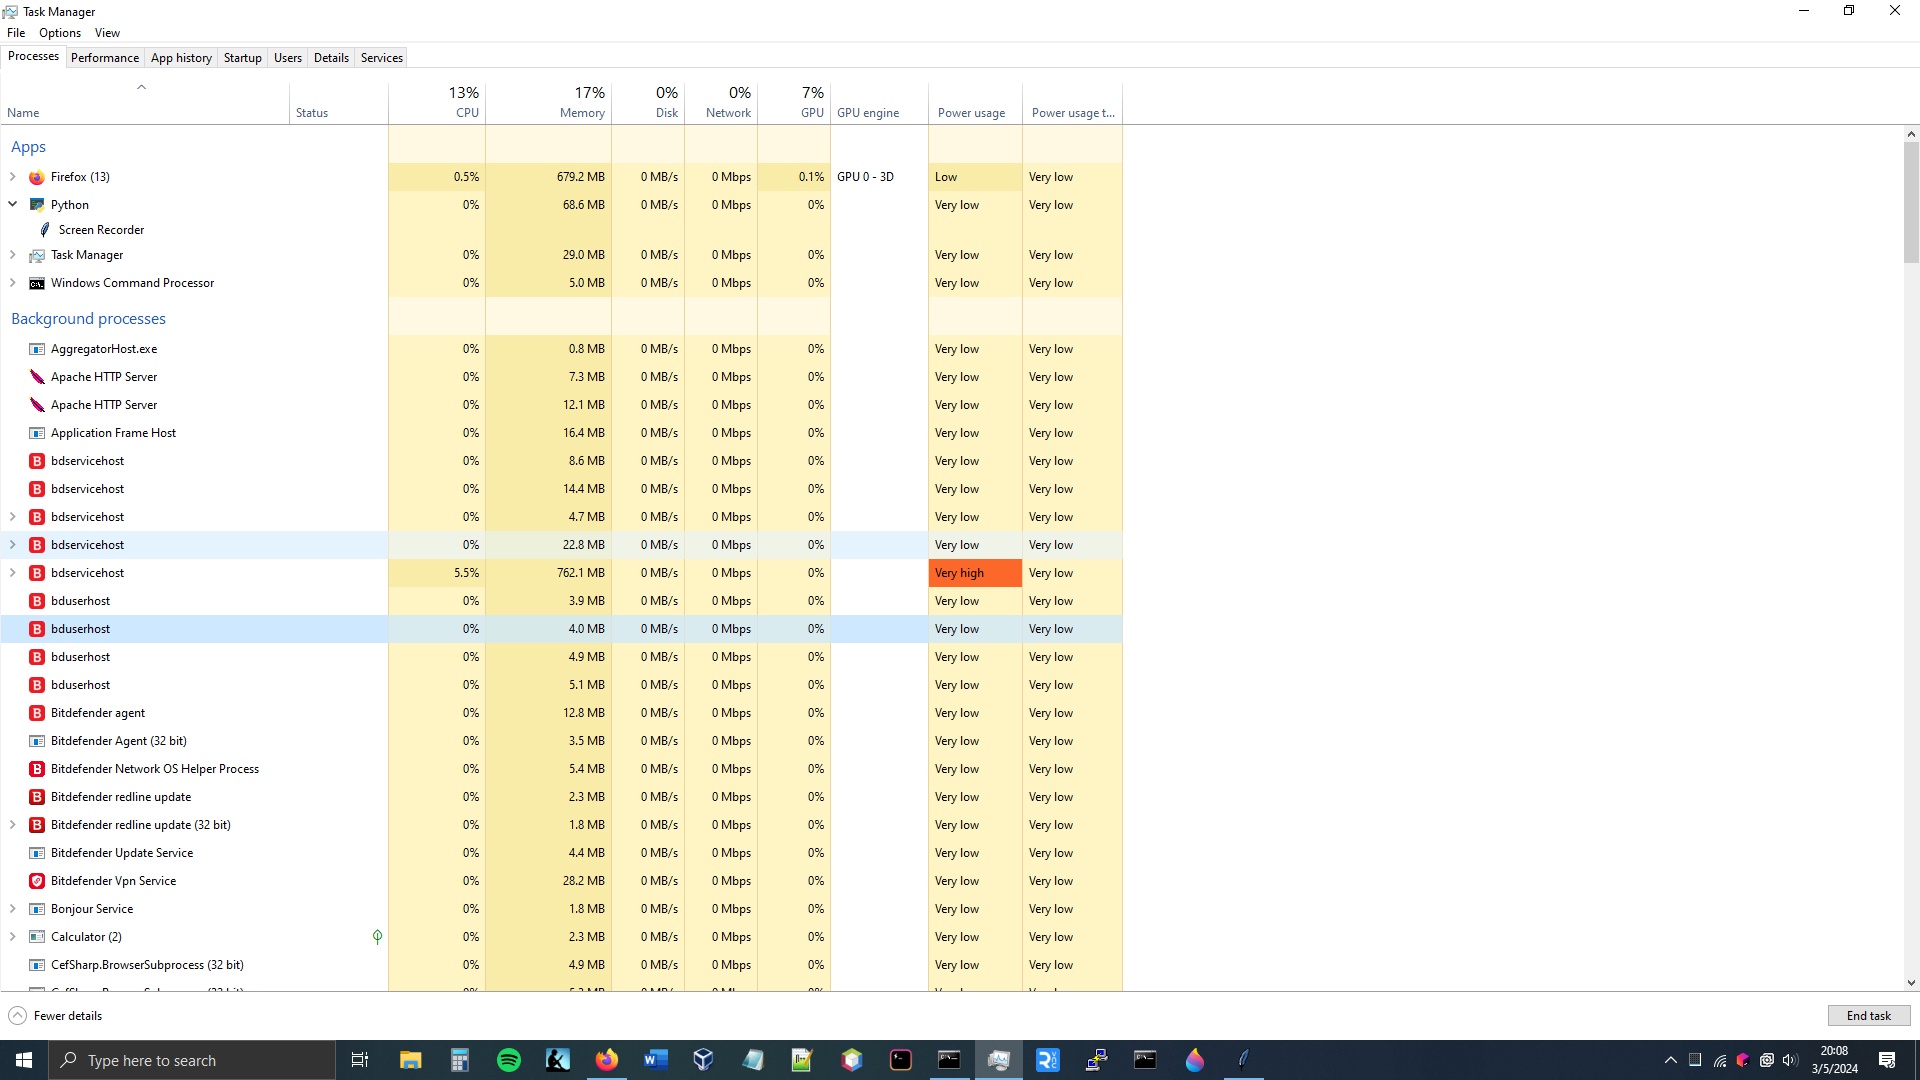 Task Manager
File Options View
Processes Performance App history Startup Users Details Services
13% 17% 0% 0% 7%
Name Status CPU Memory Disk Network GPU GPU engine Power usage Power usage t...
Apps
Firefox (13) 0.5% 679.2 MB 0 MB/s 0 Mbps 0.1% GPU 0 - 3D Low Very low
Python 0% 68.6 MB 0 MB/s 0 Mbps 0% Very low Very low
Screen Recorder
Task Manager 0% 29.0 MB 0 MB/s 0 Mbps 0% Very low Very low
Windows Command Processor 0% 5.0 MB 0 MB/s 0 Mbps 0% Very low Very low
Background processes
AggregatorHost.exe 0% 0.8 MB 0 MB/s 0 Mbps 0% Very low Very low
Apache HTTP Server 0% 7.3 MB 0 MB/s 0 Mbps 0% Very low Very low
Apache HTTP Server 0% 12.1 MB 0 MB/s 0 Mbps 0% Very low Very low
Application Frame Host 0% 16.4 MB 0 MB/s 0 Mbps 0% Very low Very low
bdservicehost 0% 8.6 MB 0 MB/s 0 Mbps 0% Very low Very low
bdservicehost 0% 14.4 MB 0 MB/s 0 Mbps 0% Very low Very low
bdservicehost 0% 4.7 MB 0 MB/s 0 Mbps 0% Very low Very low
bdservicehost 0% 22.8 MB 0 MB/s 0 Mbps 0% Very low Very low
bdservicehost 5.5% 762.1 MB 0 MB/s 0 Mbps 0% Very high Very low
bduserhost 0% 3.9 MB 0 MB/s 0 Mbps 0% Very low Very low
bduserhost 0% 4.0 MB 0 MB/s 0 Mbps 0% Very low Very low
bduserhost 0% 4.9 MB 0 MB/s 0 Mbps 0% Very low Very low
bduserhost 0% 5.1 MB 0 MB/s 0 Mbps 0% Very low Very low
Bitdefender agent 0% 12.8 MB 0 MB/s 0 Mbps 0% Very low Very low
Bitdefender Agent (32 bit) 0% 3.5 MB 0 MB/s 0 Mbps 0% Very low Very low
Bitdefender Network OS Helper Process 0% 5.4 MB 0 MB/s 0 Mbps 0% Very low Very low
Bitdefender redline update 0% 2.3 MB 0 MB/s 0 Mbps 0% Very low Very low
Bitdefender redline update (32 bit) 0% 1.8 MB 0 MB/s 0 Mbps 0% Very low Very low
Bitdefender Update Service 0% 4.4 MB 0 MB/s 0 Mbps 0% Very low Very low
Bitdefender Vpn Service 0% 28.2 MB 0 MB/s 0 Mbps 0% Very low Very low
Bonjour Service 0% 1.8 MB 0 MB/s 0 Mbps 0% Very low Very low
Calculator (2) 0% 2.3 MB 0 MB/s 0 Mbps 0% Very low Very low
CefSharp.BrowserSubprocess (32 bit) 0% 4.9 MB 0 MB/s 0 Mbps 0% Very low Very low
Fewer details End task
Type here to search
20:08
3/5/2024